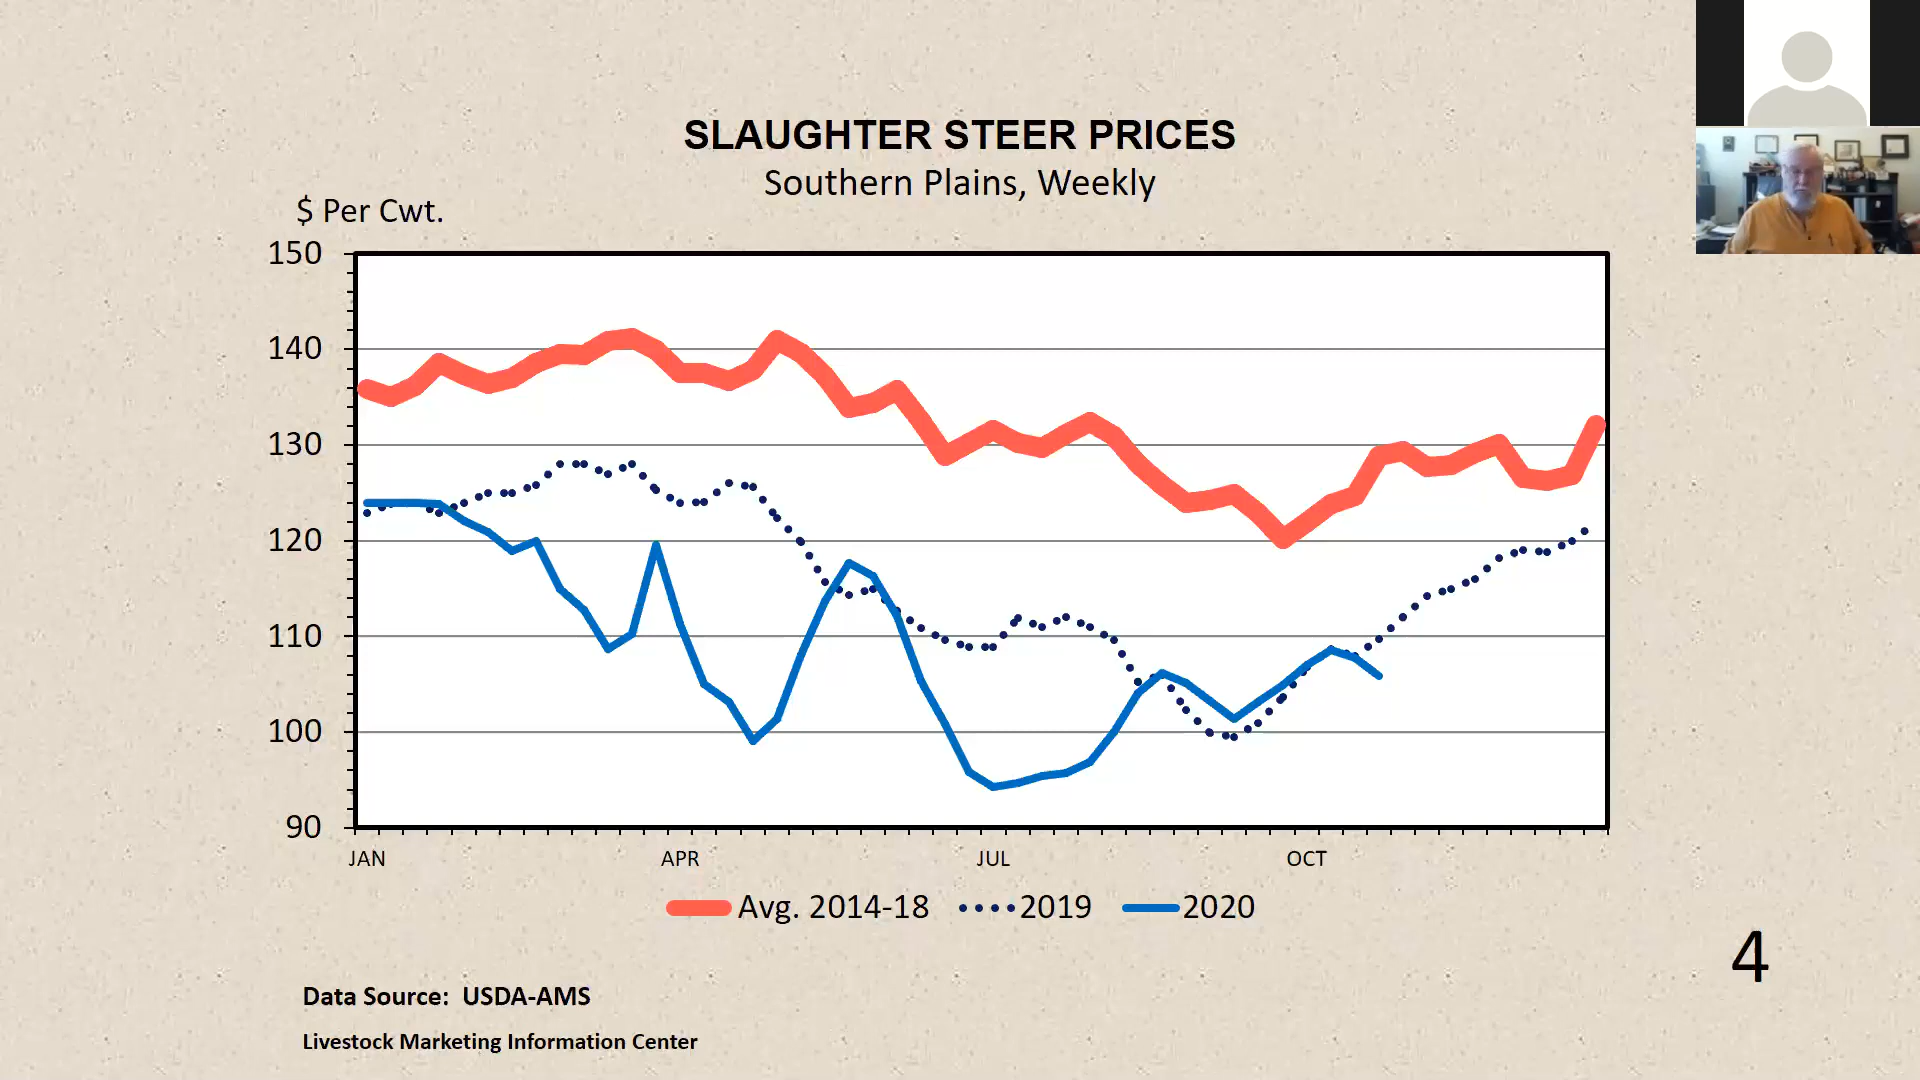 SLAUGHTER STEER PRICES
Southern Plains, Weekly
$ Per Cwt.
150
140
130
120
110
100
90
JAN APR JUL OCT
Avg. 2014-18 2019 2020
4
Data Source: USDA-AMS
Livestock Marketing Information Center